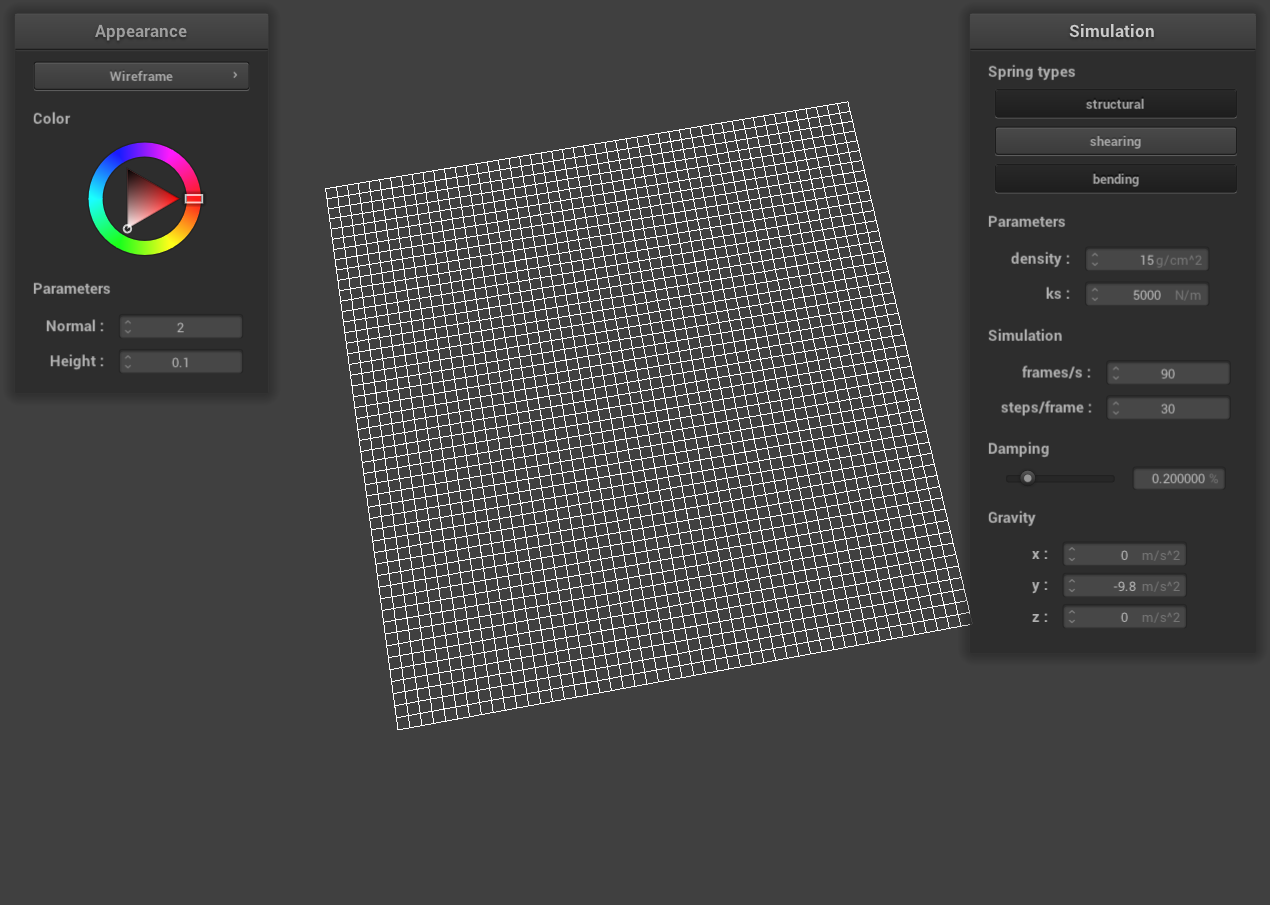 Appearance
Wireframe
Color
Parameters
Normal : 2
Height : 0.1
Simulation
Spring types
structural
shearing
bending
Parameters
density : 15 g/cm^2
ks : 5000 N/m
Simulation
frames/s : 90
steps/frame : 30
Damping
0.200000 %
Gravity
x : 0 m/s^2
y : -9.8 m/s^2
z : 0 m/s^2